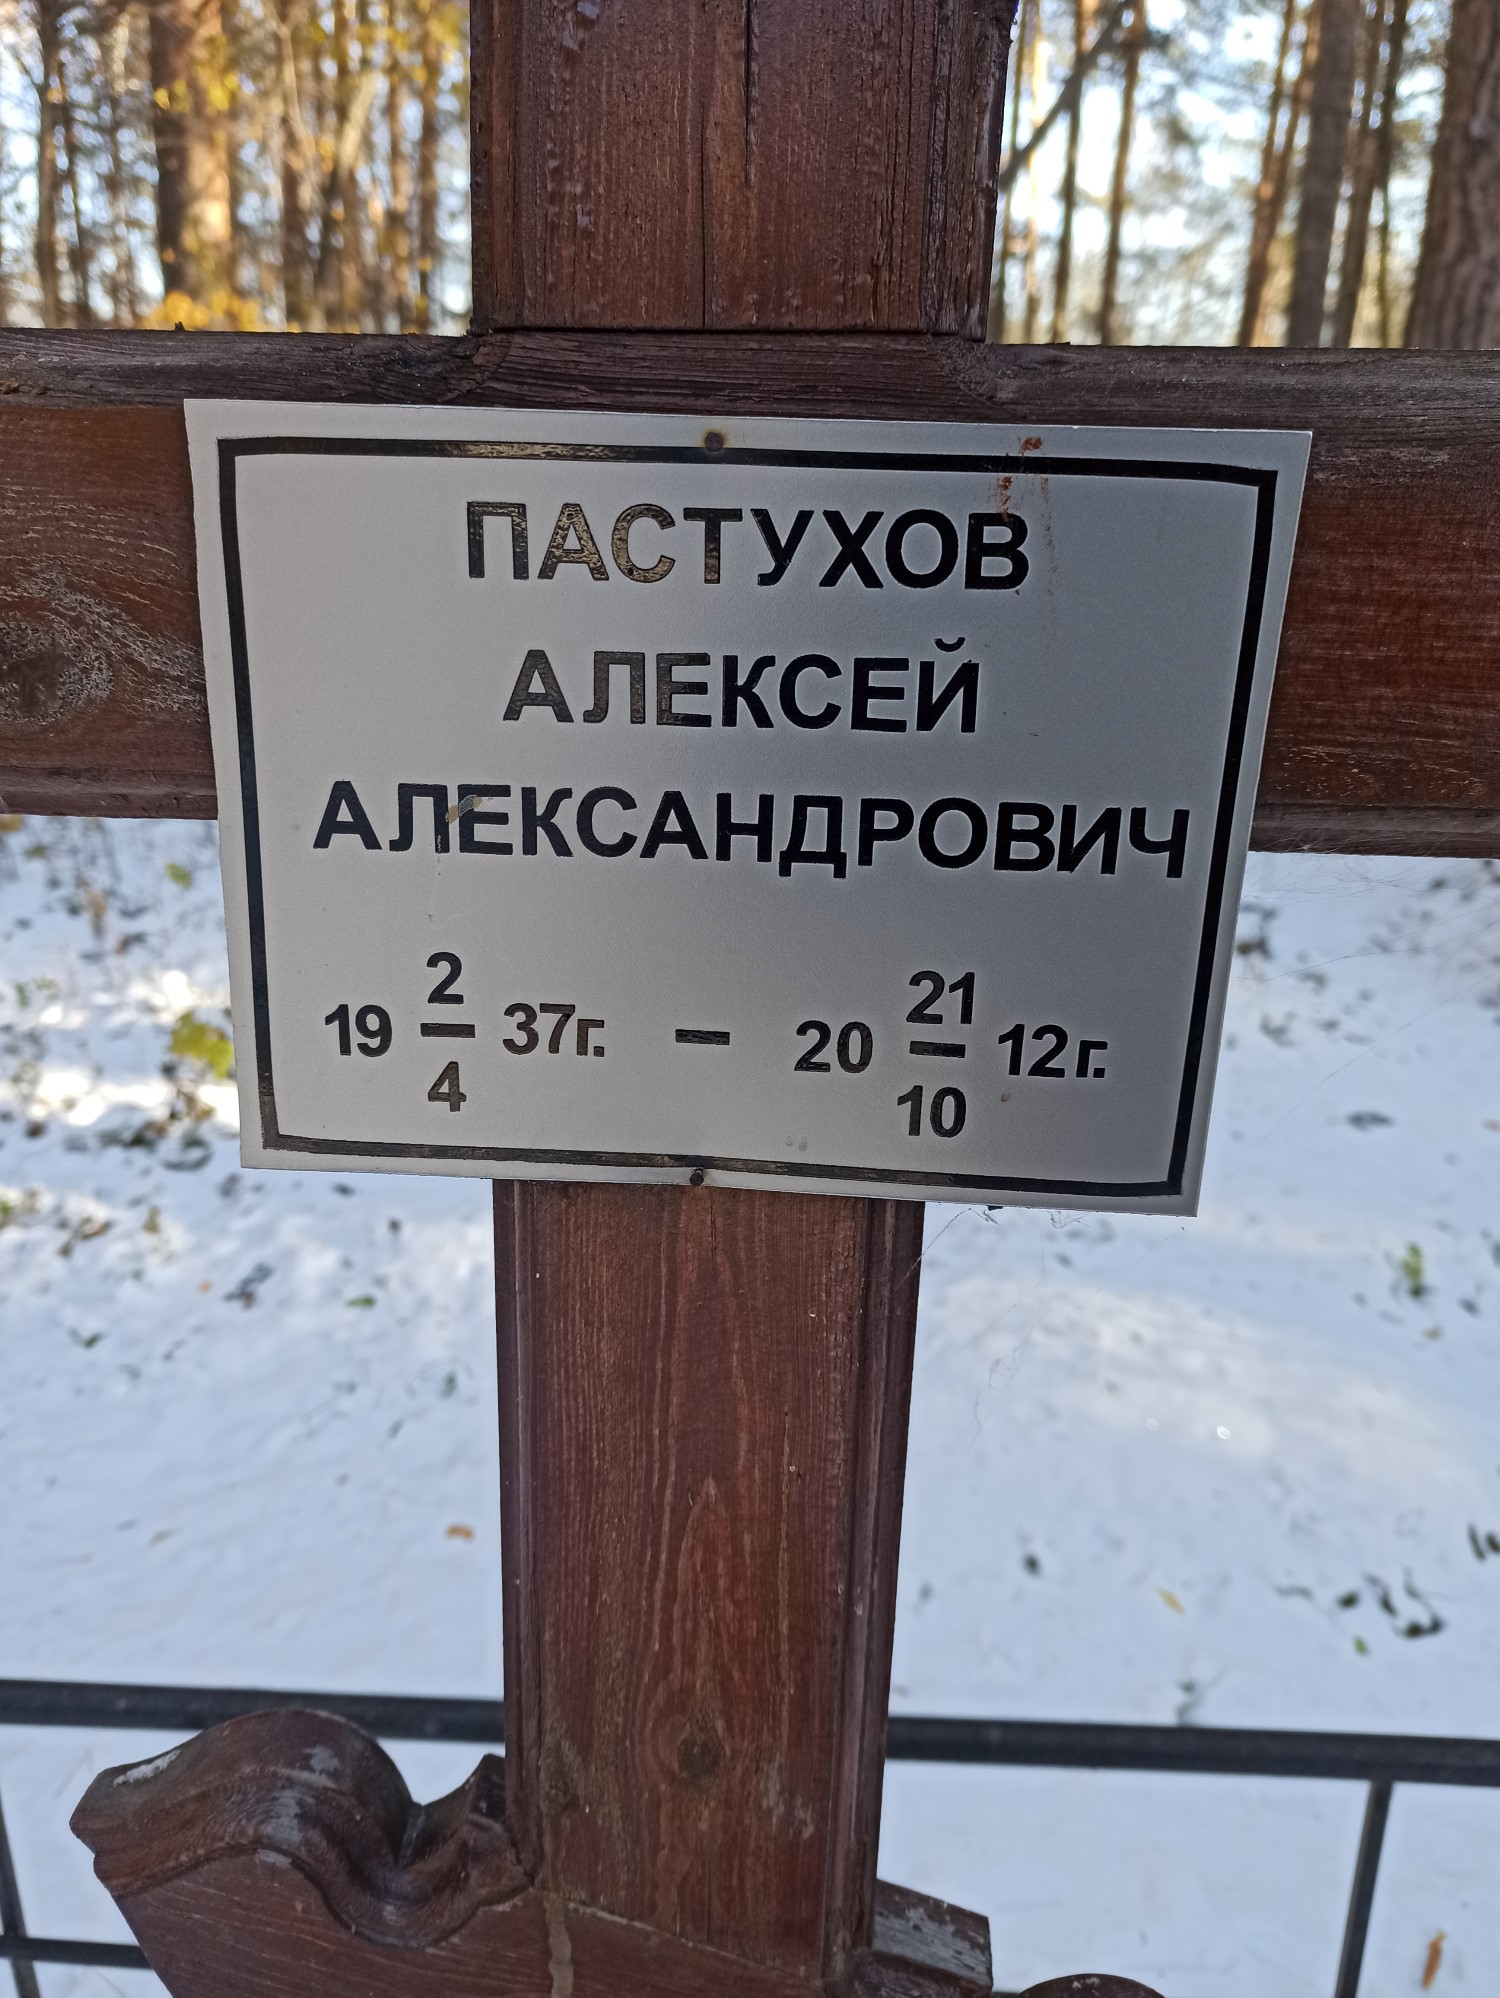 ПАСТУХОВ
АЛЕКСЕЙ
АЛЕКСАНДРОВИЧ
19 2/4 37г. – 20 21/10 12г.